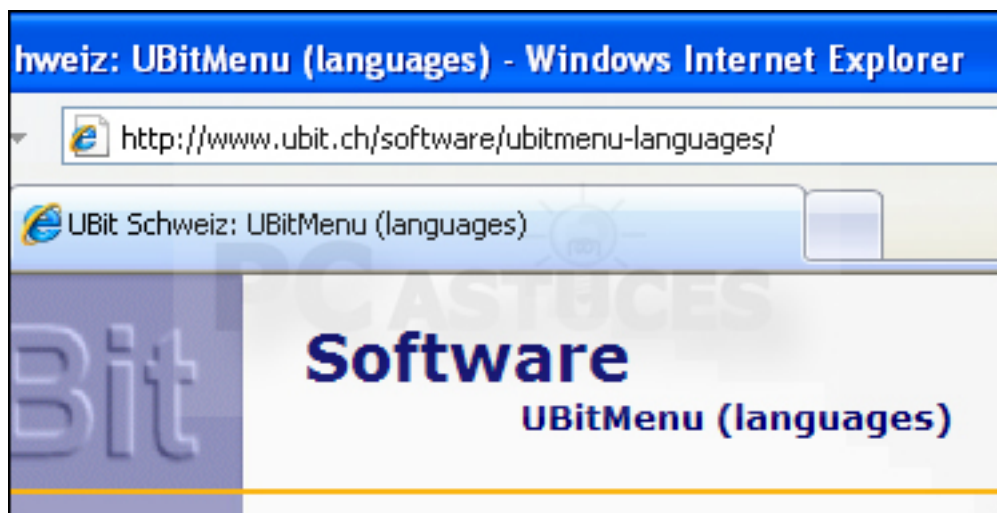 hweiz: UBitMenu (languages) - Windows Internet Explorer
http://www.ubit.ch/software/ubitmenu-languages/
UBit Schweiz: UBitMenu (languages)
PC ASTUCES
Bit
Software
UBitMenu (languages)